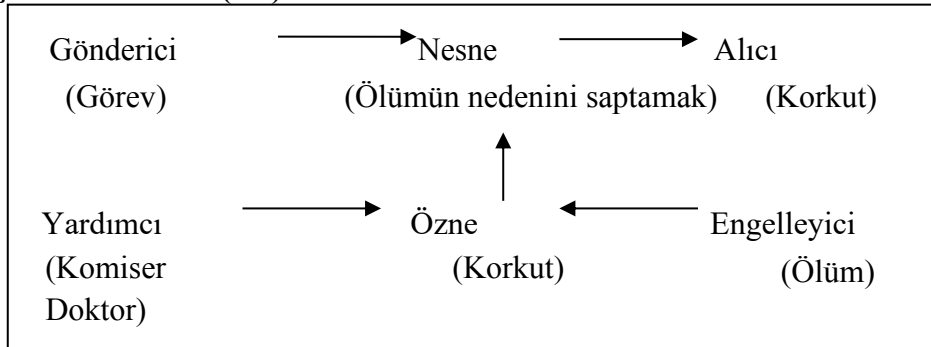 Gönderici Nesne Alıcı
(Görev) (Ölümün nedenini saptamak) (Korkut)
Yardımcı Özne Engelleyici
(Komiser (Korkut) (Ölüm)
Doktor)